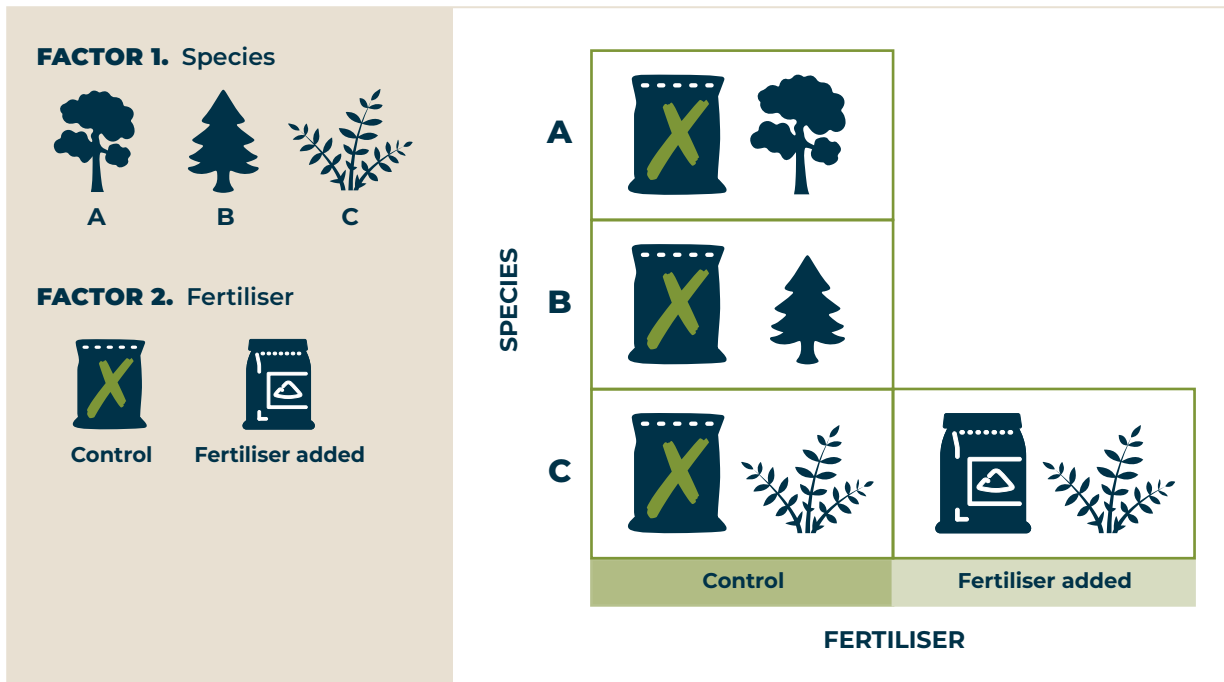 FACTOR 1. Species
A B C
FACTOR 2. Fertiliser
Control Fertiliser added
SPECIES
A
B
C
Control Fertiliser added
FERTILISER